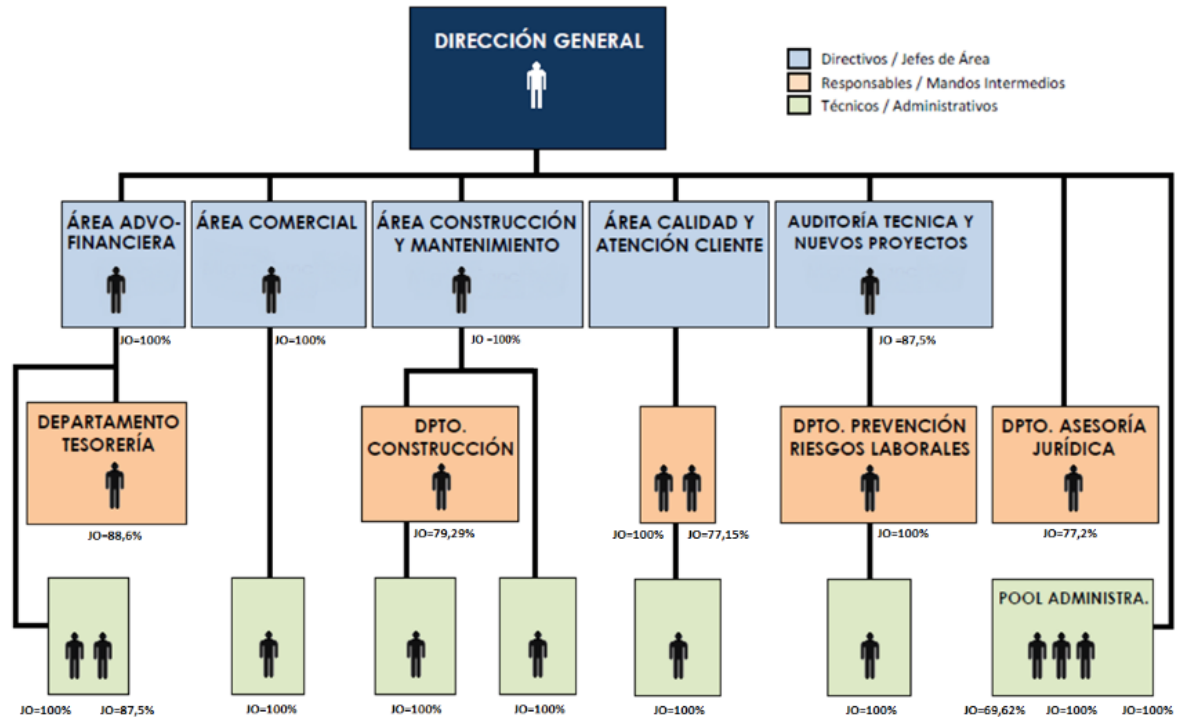 DIRECCIÓN GENERAL
Directivos / Jefes de Área
Responsables / Mandos Intermedios
Técnicos / Administrativos
ÁREA ADVO-
FINANCIERA
JO=100%
ÁREA COMERCIAL
JO=100%
ÁREA CONSTRUCCIÓN
Y MANTENIMIENTO
JO =100%
ÁREA CALIDAD Y
ATENCIÓN CLIENTE
AUDITORÍA TECNICA Y
NUEVOS PROYECTOS
JO =87,5%
DEPARTAMENTO
TESORERÍA
JO=88,6%
DPTO.
CONSTRUCCIÓN
JO=79,29%
JO=100%
JO=77,15%
DPTO. PREVENCIÓN
RIESGOS LABORALES
JO=100%
DPTO. ASESORÍA
JURÍDICA
JO=77,2%
POOL ADMINISTRA.
JO=100%
JO=87,5%
JO=100%
JO=100%
JO=100%
JO=100%
JO=100%
JO=69,62%
JO=100%
JO=100%